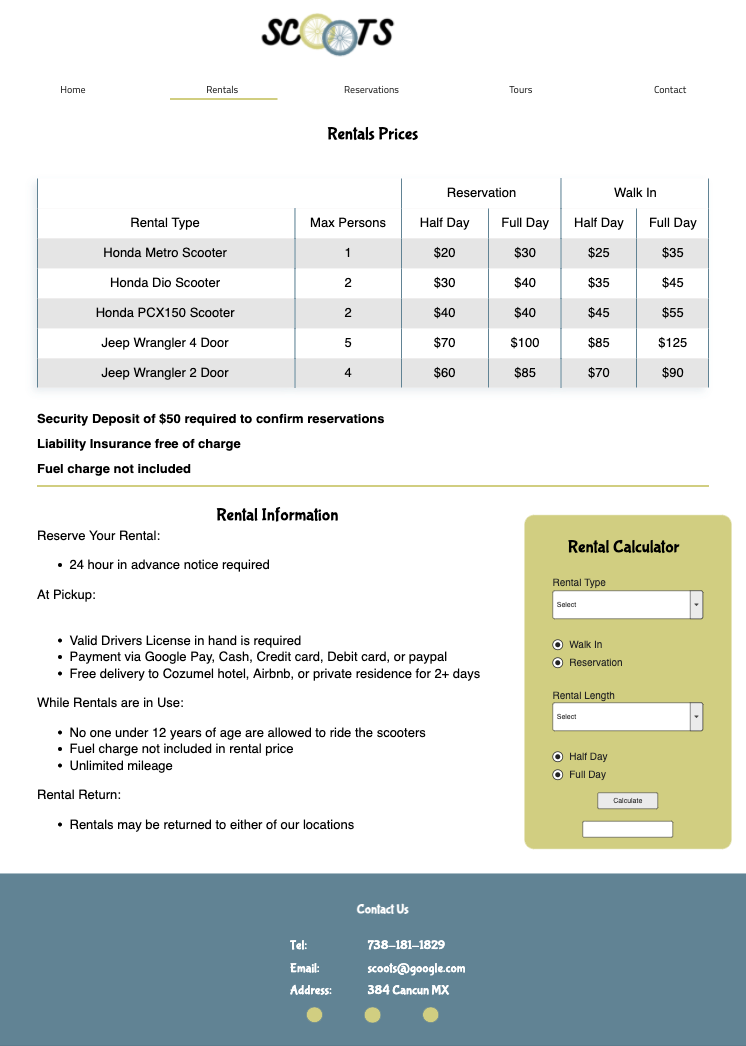 SCOOTS
Home Rentals Reservations Tours Contact
Rentals Prices
Reservation Walk In
Rental Type Max Persons Half Day Full Day Half Day Full Day
Honda Metro Scooter 1 $20 $30 $25 $35
Honda Dio Scooter 2 $30 $40 $35 $45
Honda PCX150 Scooter 2 $40 $40 $45 $55
Jeep Wrangler 4 Door 5 $70 $100 $85 $125
Jeep Wrangler 2 Door 4 $60 $85 $70 $90
Security Deposit of $50 required to confirm reservations
Liability Insurance free of charge
Fuel charge not included
Rental Information
Reserve Your Rental:
• 24 hour in advance notice required
At Pickup:
• Valid Drivers License in hand is required
• Payment via Google Pay, Cash, Credit card, Debit card, or paypal
• Free delivery to Cozumel hotel, Airbnb, or private residence for 2+ days
While Rentals are in Use:
• No one under 12 years of age are allowed to ride the scooters
• Fuel charge not included in rental price
• Unlimited mileage
Rental Return:
• Rentals may be returned to either of our locations
Rental Calculator
Rental Type
Select
Walk In
Reservation
Rental Length
Select
Half Day
Full Day
Calculate
Contact Us
Tel: 738-181-1829
Email: scoots@google.com
Address: 384 Cancun MX